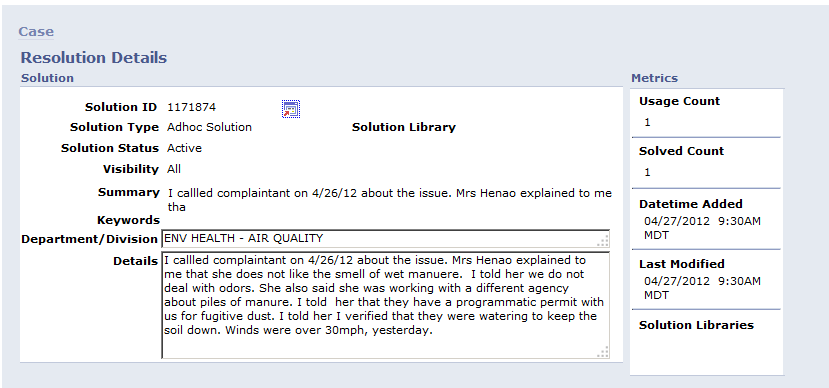 Case
Resolution Details
Solution
Solution ID 1171874
Solution Type Adhoc Solution Solution Library
Solution Status Active
Visibility All
Summary I callled complaintant on 4/26/12 about the issue. Mrs Henao explained to me
tha
Keywords
Department/Division ENV HEALTH - AIR QUALITY
Details I callled complaintant on 4/26/12 about the issue. Mrs Henao explained to
me that she does not like the smell of wet manuere.  I told her we do not
deal with odors. She also said she was working with a different agency
about piles of manure. I told  her that they have a programmatic permit with
us for fugitive dust. I told her I verified that they were watering to keep the
soil down. Winds were over 30mph, yesterday.
Metrics
Usage Count
1
Solved Count
1
Datetime Added
04/27/2012  9:30AM
MDT
Last Modified
04/27/2012  9:30AM
MDT
Solution Libraries